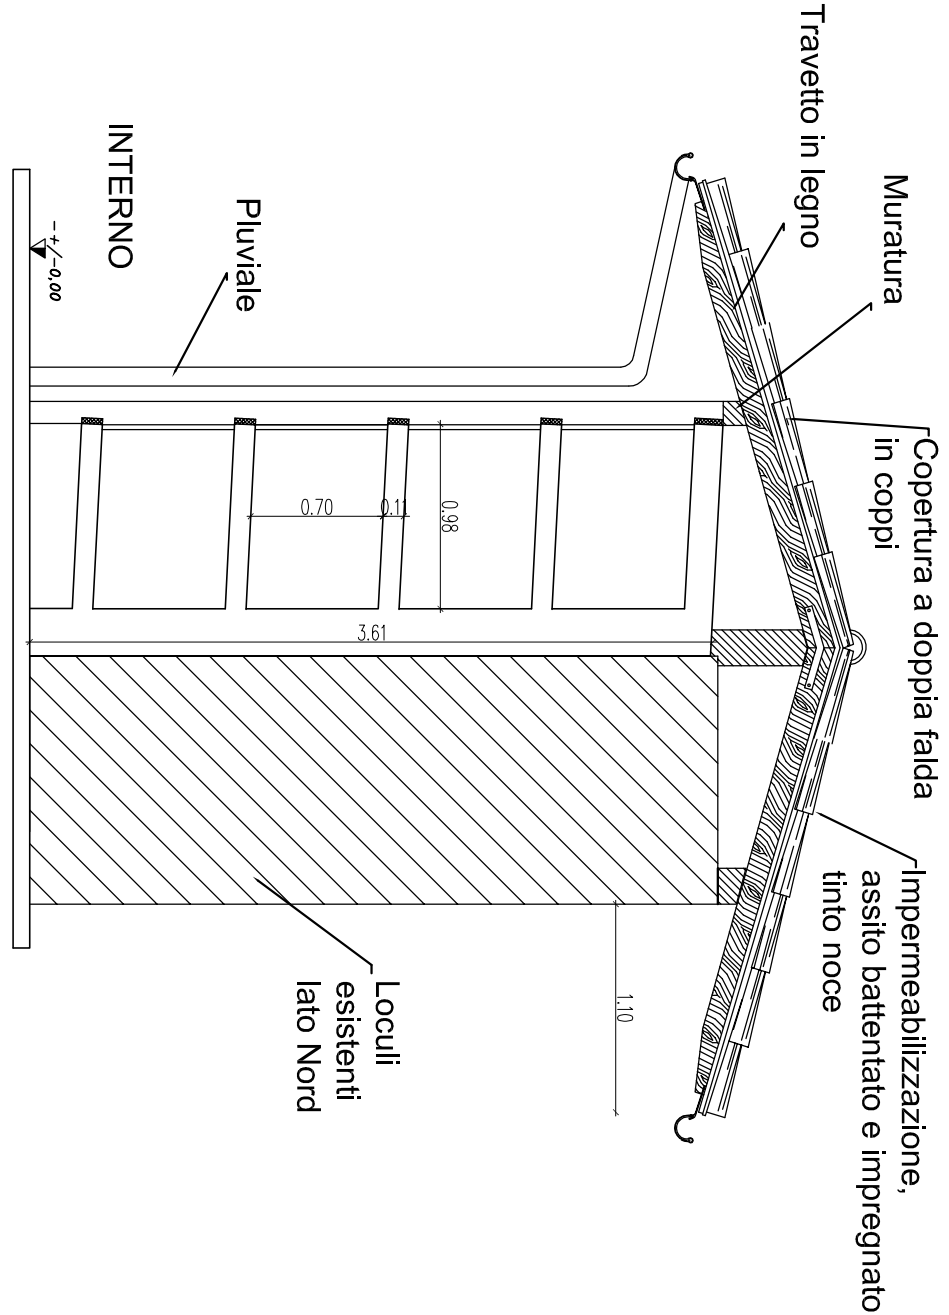 Travetto in legno
Muratura
Copertura a doppia falda
in coppi
Impermeabilizzazione,
assito battentato e impregnato
tinto noce
Pluviale
INTERNO
-+/-0,00
0.70
0.11
0.98
3.61
1.10
Loculi
esistenti
lato Nord